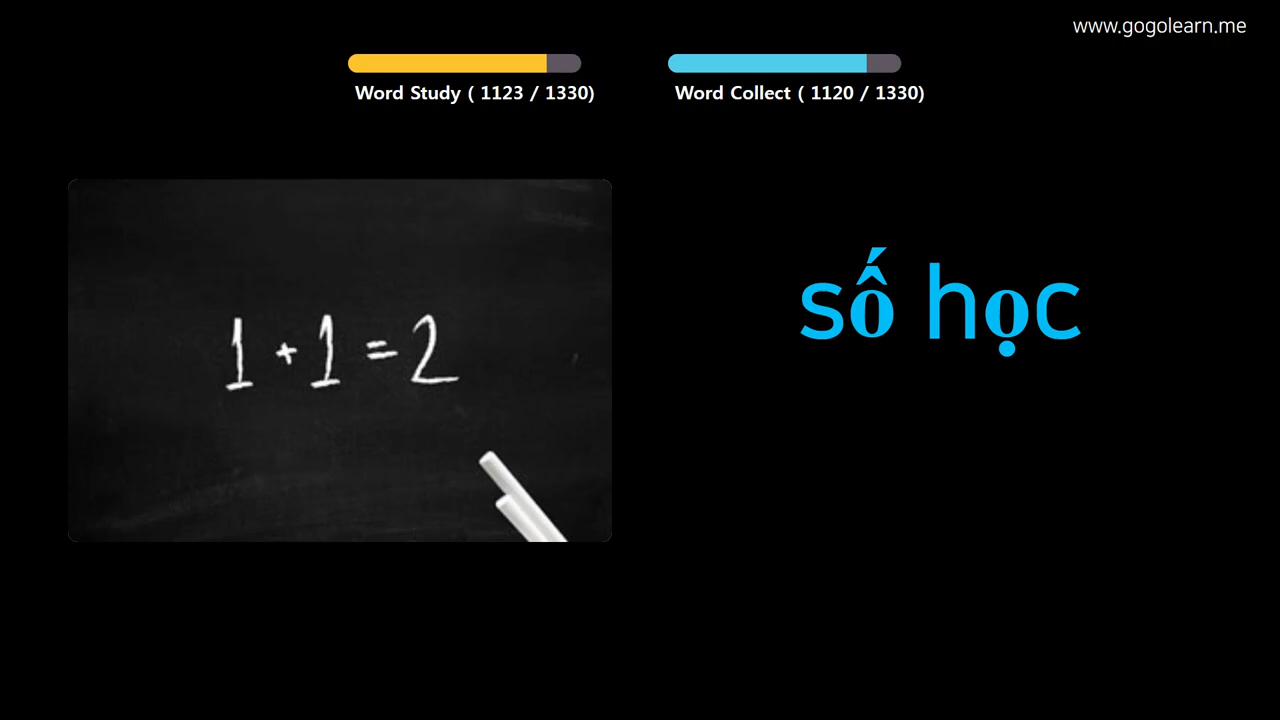 www.gogolearn.me
Word Study ( 1123 / 1330)
Word Collect ( 1120 / 1330)
số học
1 + 1 = 2